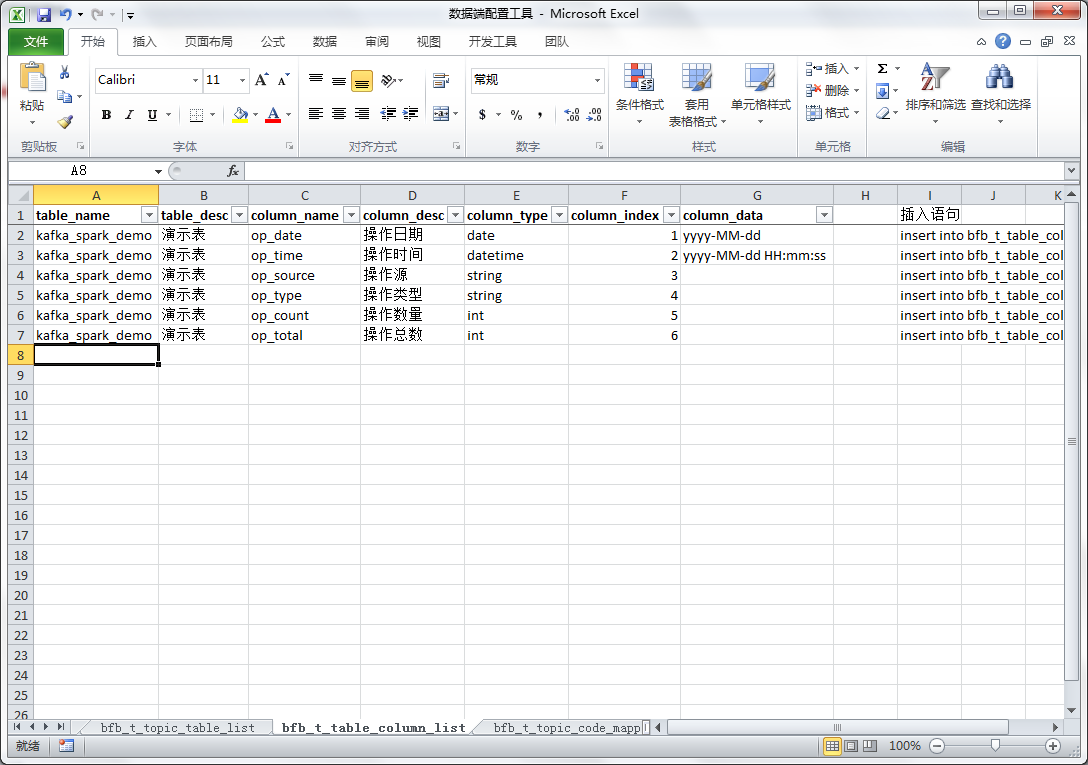 数据端配置工具 - Microsoft Excel
文件 开始 插入 页面布局 公式 数据 审阅 视图 开发工具 团队
Calibri 11 常规 插入 Σ
粘贴 条件格式 套用 单元格样式 删除 排序和筛选 查找和选择
B I U A $ % , 表格格式 格式
剪贴板 字体 对齐方式 数字 样式 单元格 编辑
A8 fx
A B C D E F G H I J K
1 table_name table_desc column_name column_desc column_type column_index column_data 插入语句
2 kafka_spark_demo 演示表 op_date 操作日期 date 1 yyyy-MM-dd insert into bfb_t_table_col
3 kafka_spark_demo 演示表 op_time 操作时间 datetime 2 yyyy-MM-dd HH:mm:ss insert into bfb_t_table_col
4 kafka_spark_demo 演示表 op_source 操作源 string 3 insert into bfb_t_table_col
5 kafka_spark_demo 演示表 op_type 操作类型 string 4 insert into bfb_t_table_col
6 kafka_spark_demo 演示表 op_count 操作数量 int 5 insert into bfb_t_table_col
7 kafka_spark_demo 演示表 op_total 操作总数 int 6 insert into bfb_t_table_col
8
9
10
11
12
13
14
15
16
17
18
19
20
21
22
23
24
25
26
bfb_t_topic_table_list bfb_t_table_column_list bfb_t_topic_code_mapp
就绪 100%